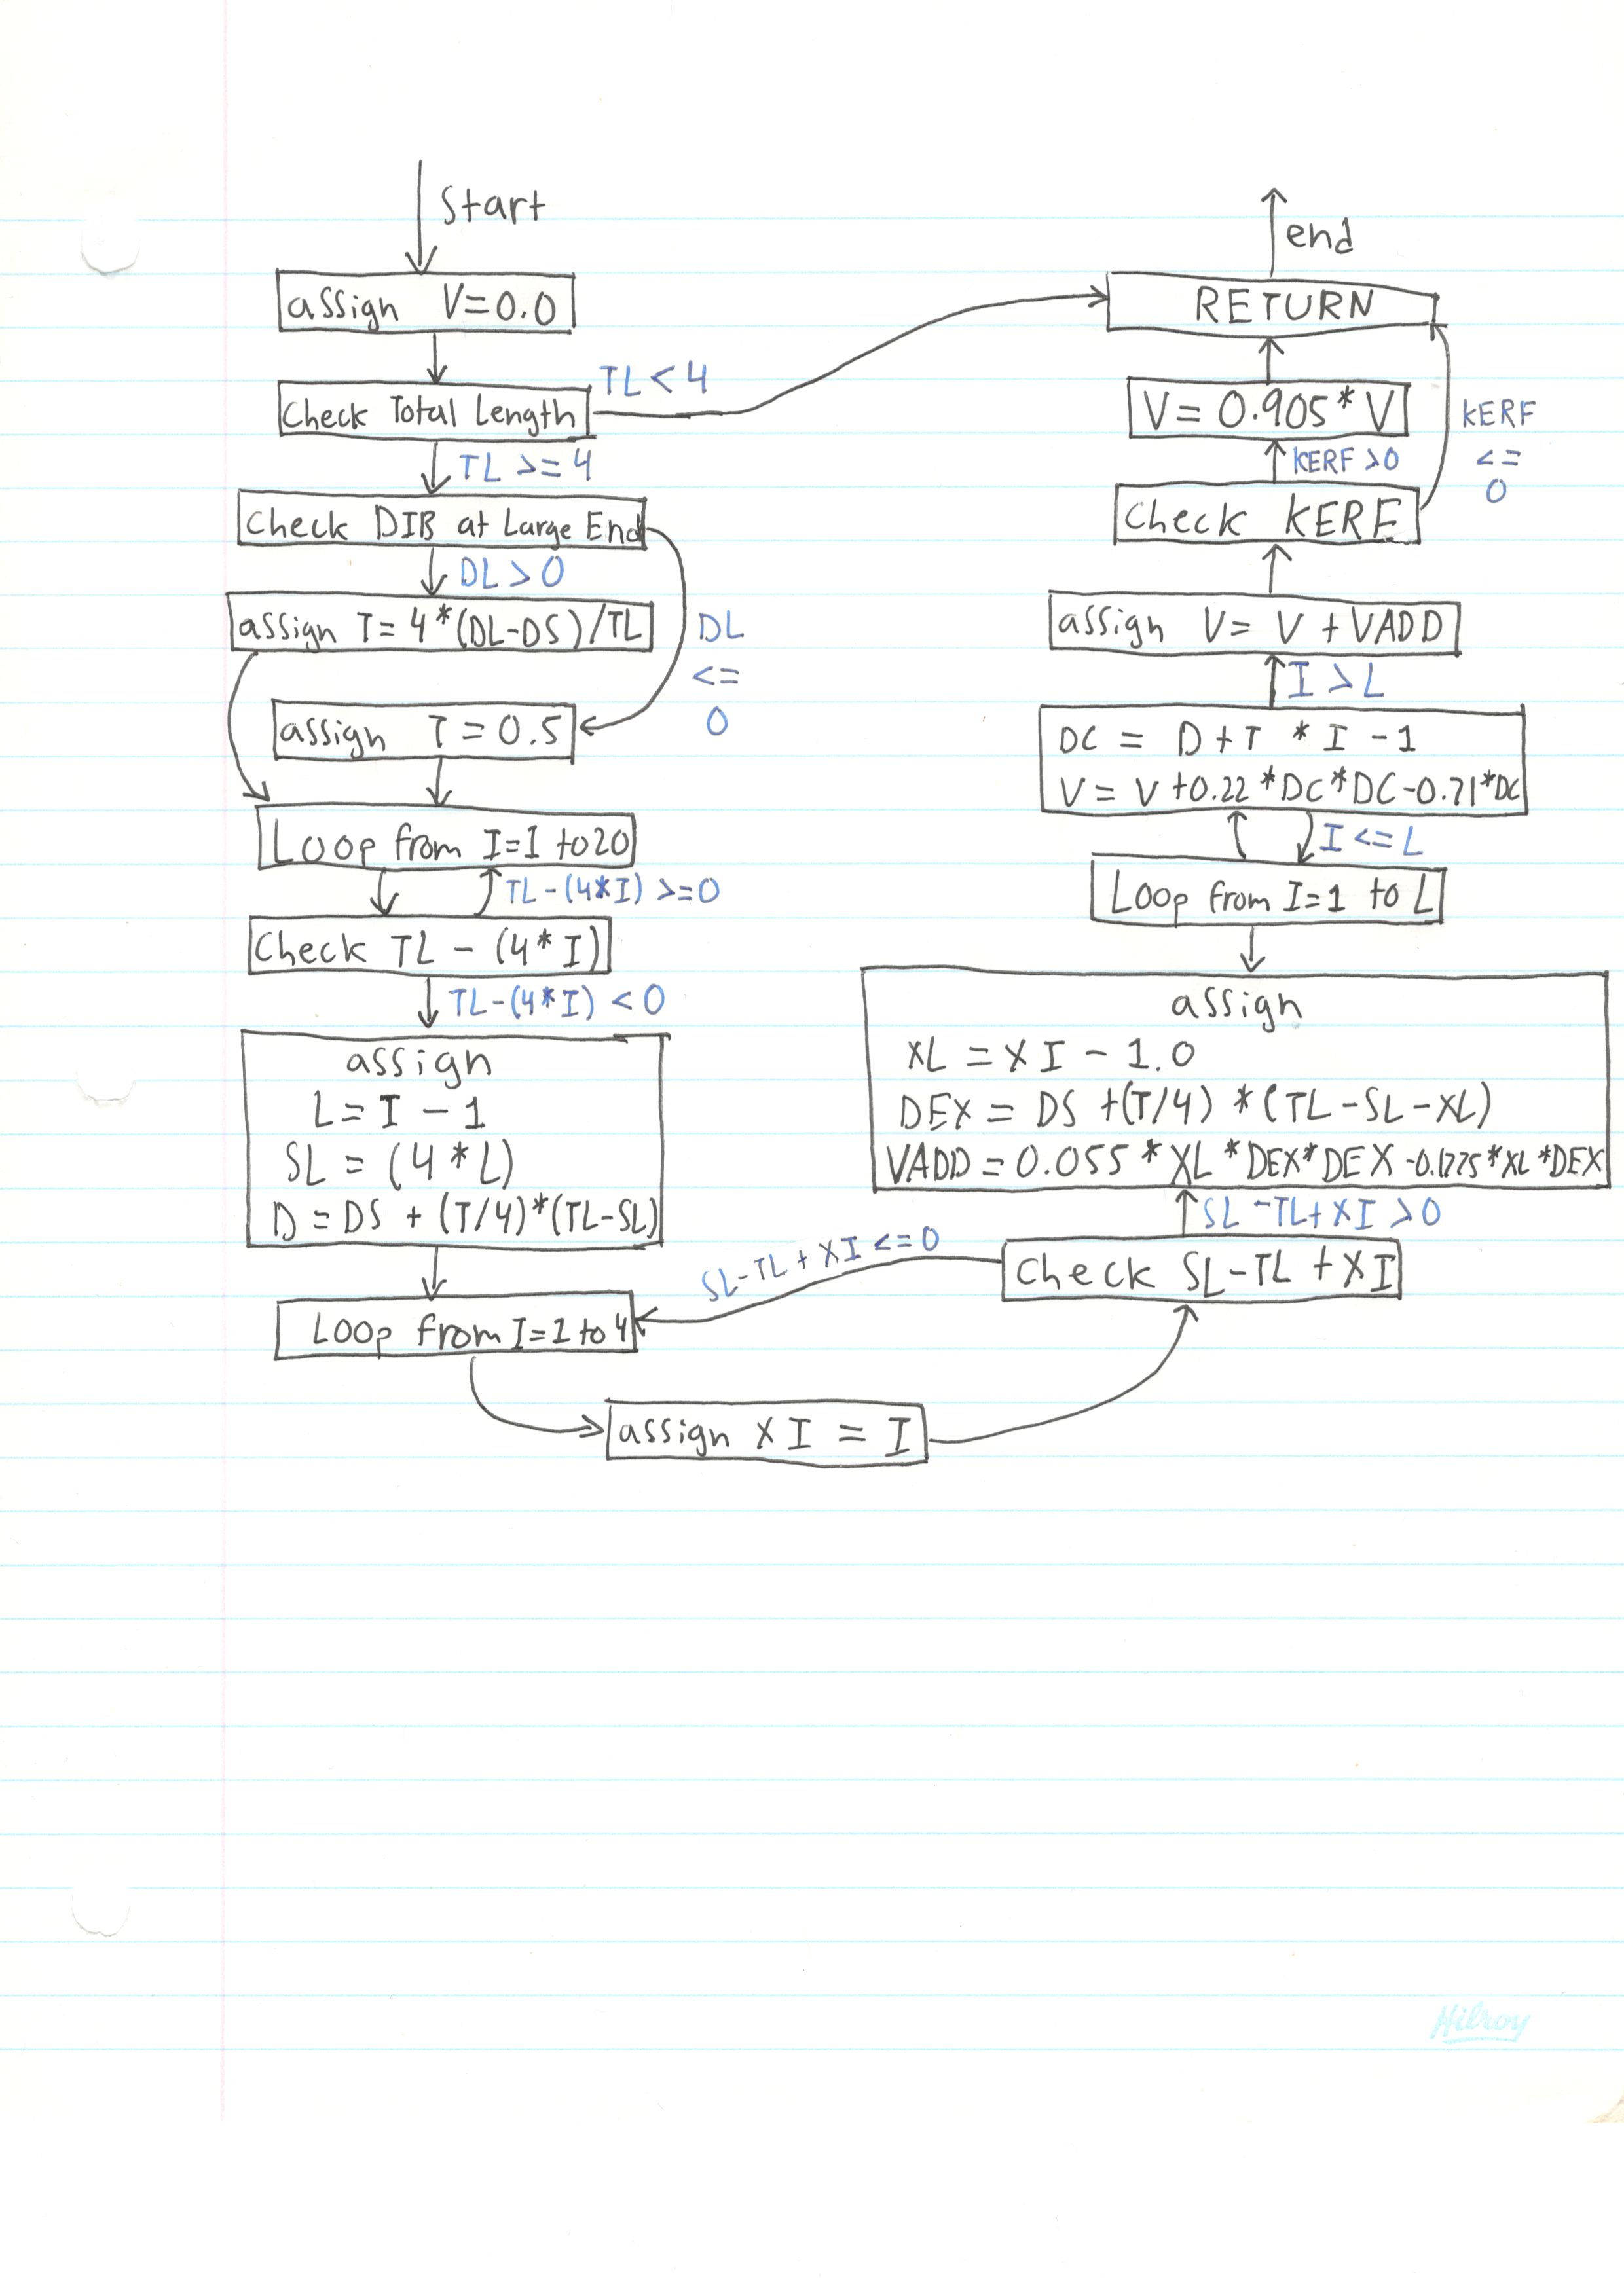 Start
assign V=0.0
Check Total Length
TL < 4
TL >= 4
Check DIB at Large End
DL > 0
assign T= 4*(DL-DS)/TL
DL
<=
0
assign T = 0.5
Loop from I=1 to 20
TL-(4*I) >=0
Check TL - (4* I)
TL-(4*I) < 0
assign
L= I - 1
SL = (4 * L)
D = DS + (T/4)*(TL-SL)
Loop from I=1 to 4
assign X I = I
SL-TL + XI <=0
Check SL-TL + XI
SL -TL+ XI >0
assign
XL = X I - 1.0
DEX = DS +(T/4) *(TL-SL-XL)
VADD = 0.055 * XL *DEX* DEX -0.1775*XL *DEX
Loop from I=1 to L
I <= L
DC = D+T * I -1
V= V +0.22 *DC*DC-0.71*DC
I > L
assign V= V + VADD
Check KERF
KERF >0
KERF
<=
0
V= 0.905* V
RETURN
end
Hilroy